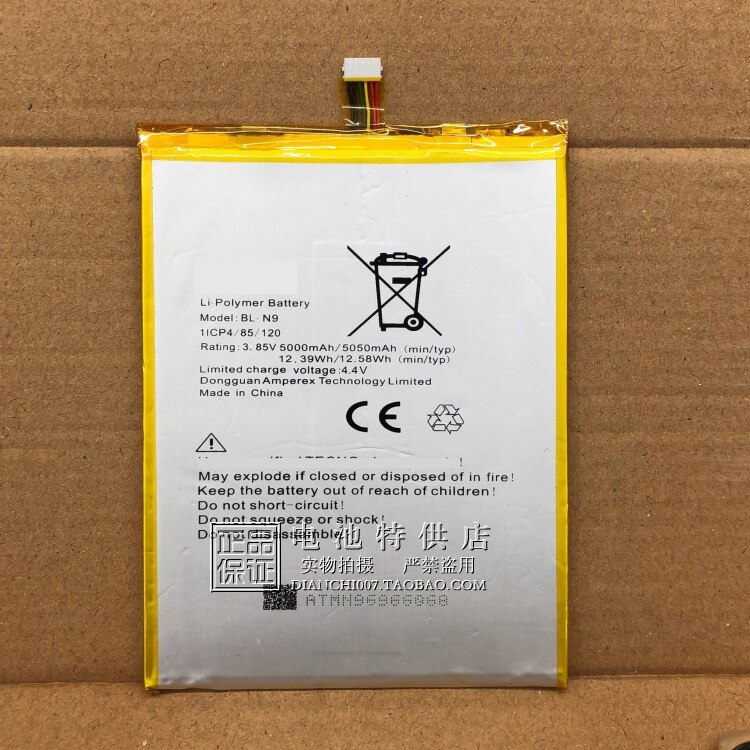 Li-Polymer Battery
Model: BL- N9
1ICP4/85/120
Rating: 3. 85V 5000mAh/5050mAh (min/typ)
12, 39Wh/12.58Wh (min/typ)
Limited charge voltage: 4.4V
Dongguan Amperex Technology Limited
Made in China
CE
May explode if closed or disposed of in fire!
Keep the battery out of reach of children!
Do not short-circuit!
Do not squeeze or shock!
Do not disassemble!
正品保证
电池特供店
实物拍摄 严禁盗用
DIANCHI007.TAOBAO.COM
ATMN96966068